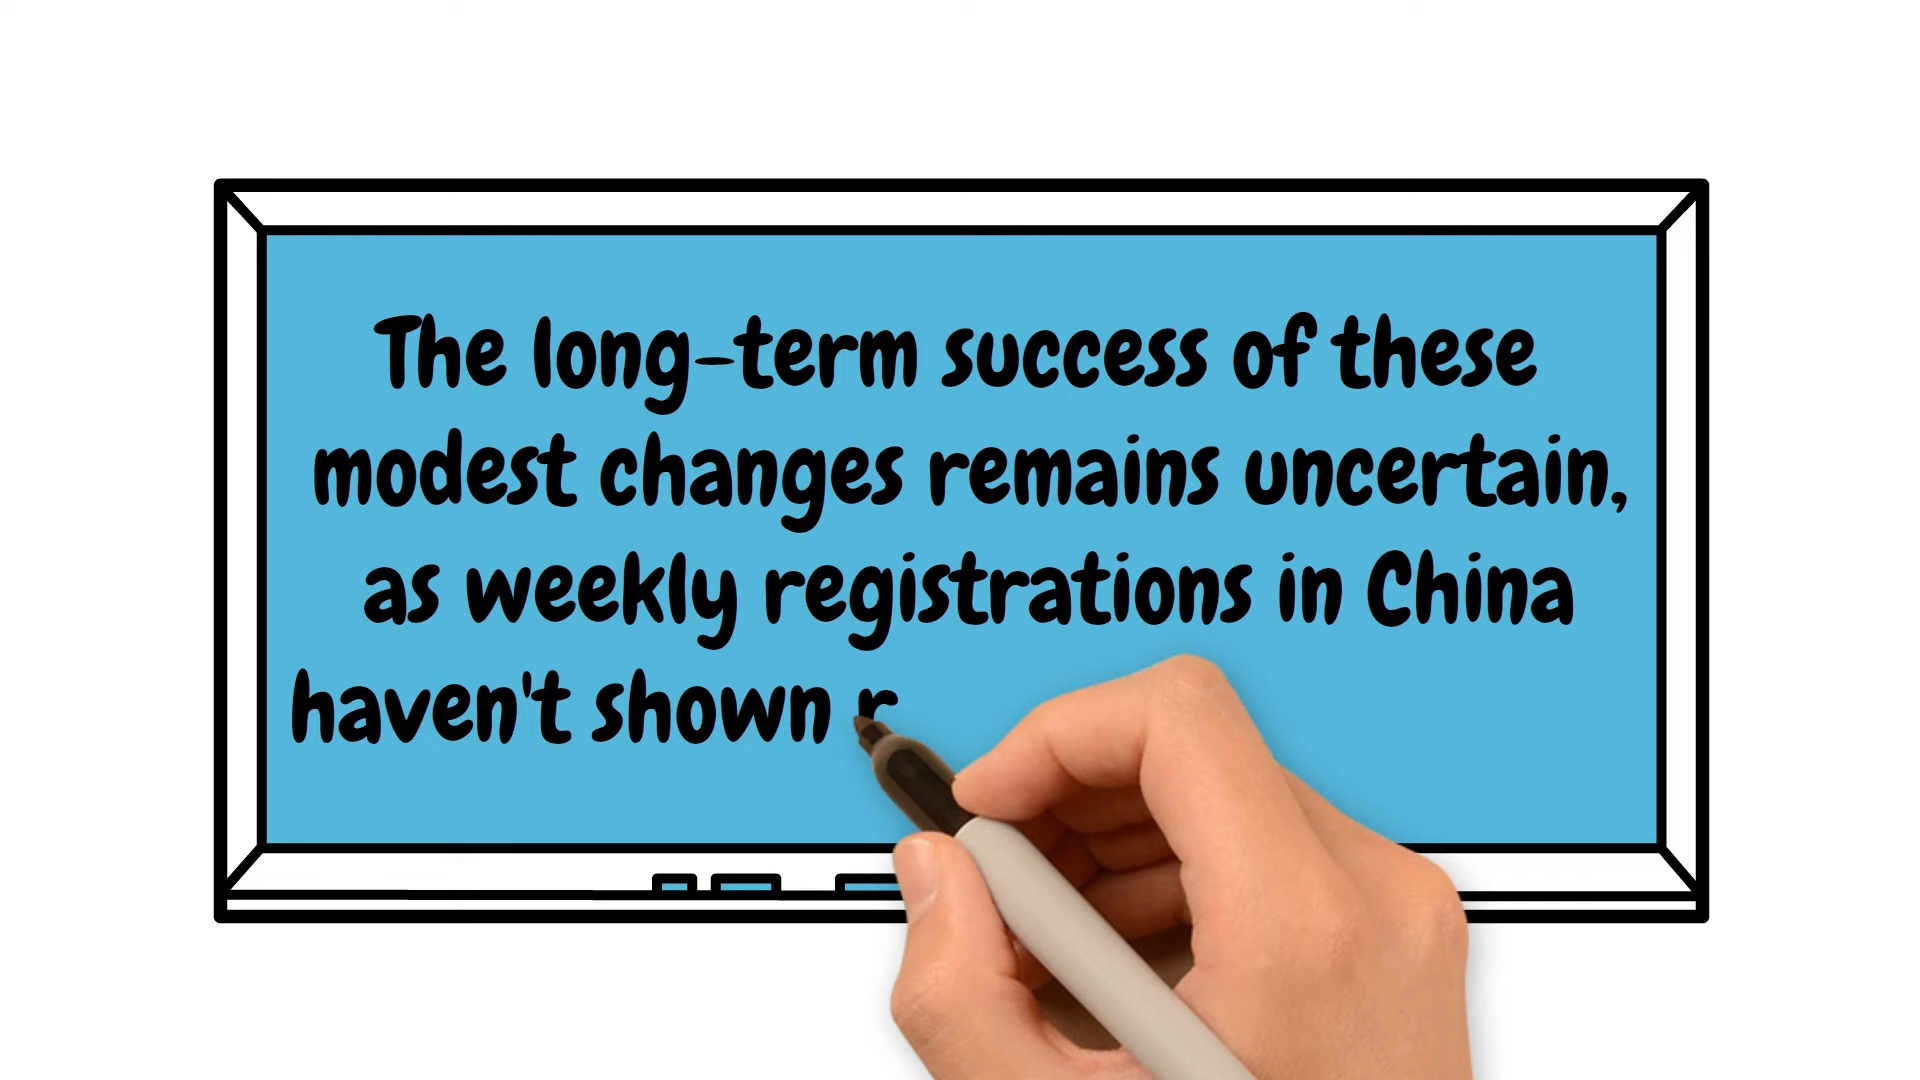 The long-term success of these
modest changes remains uncertain,
as weekly registrations in China
haven't shown r